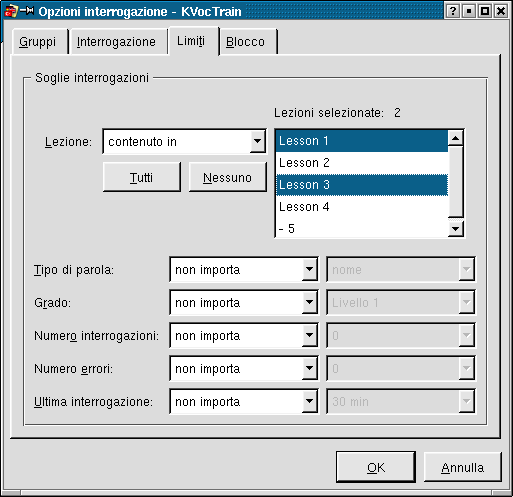 Opzioni interrogazione - KVocTrain
Gruppi Interrogazione Limiti Blocco
Soglie interrogazioni
Lezioni selezionate: 2
Lezione: contenuto in
Tutti Nessuno
Lesson 1
Lesson 2
Lesson 3
Lesson 4
- 5
Tipo di parola: non importa nome
Grado: non importa Livello 1
Numero interrogazioni: non importa 0
Numero errori: non importa 0
Ultima interrogazione: non importa 30 min
OK Annulla